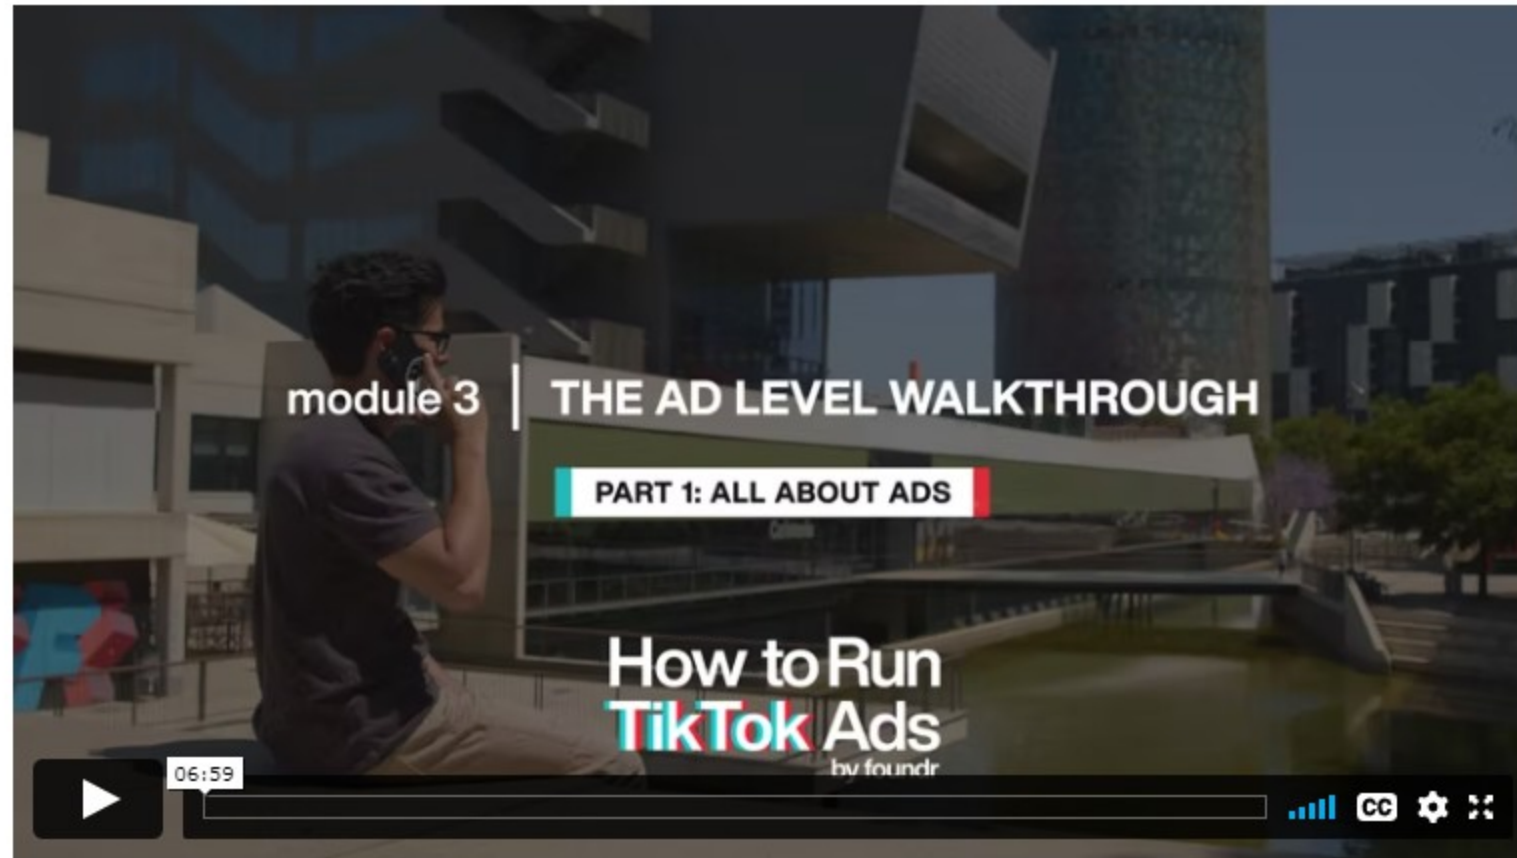 module 3 | THE AD LEVEL WALKTHROUGH
PART 1: ALL ABOUT ADS
How to Run
TikTok Ads
by foundr
06:59
CC